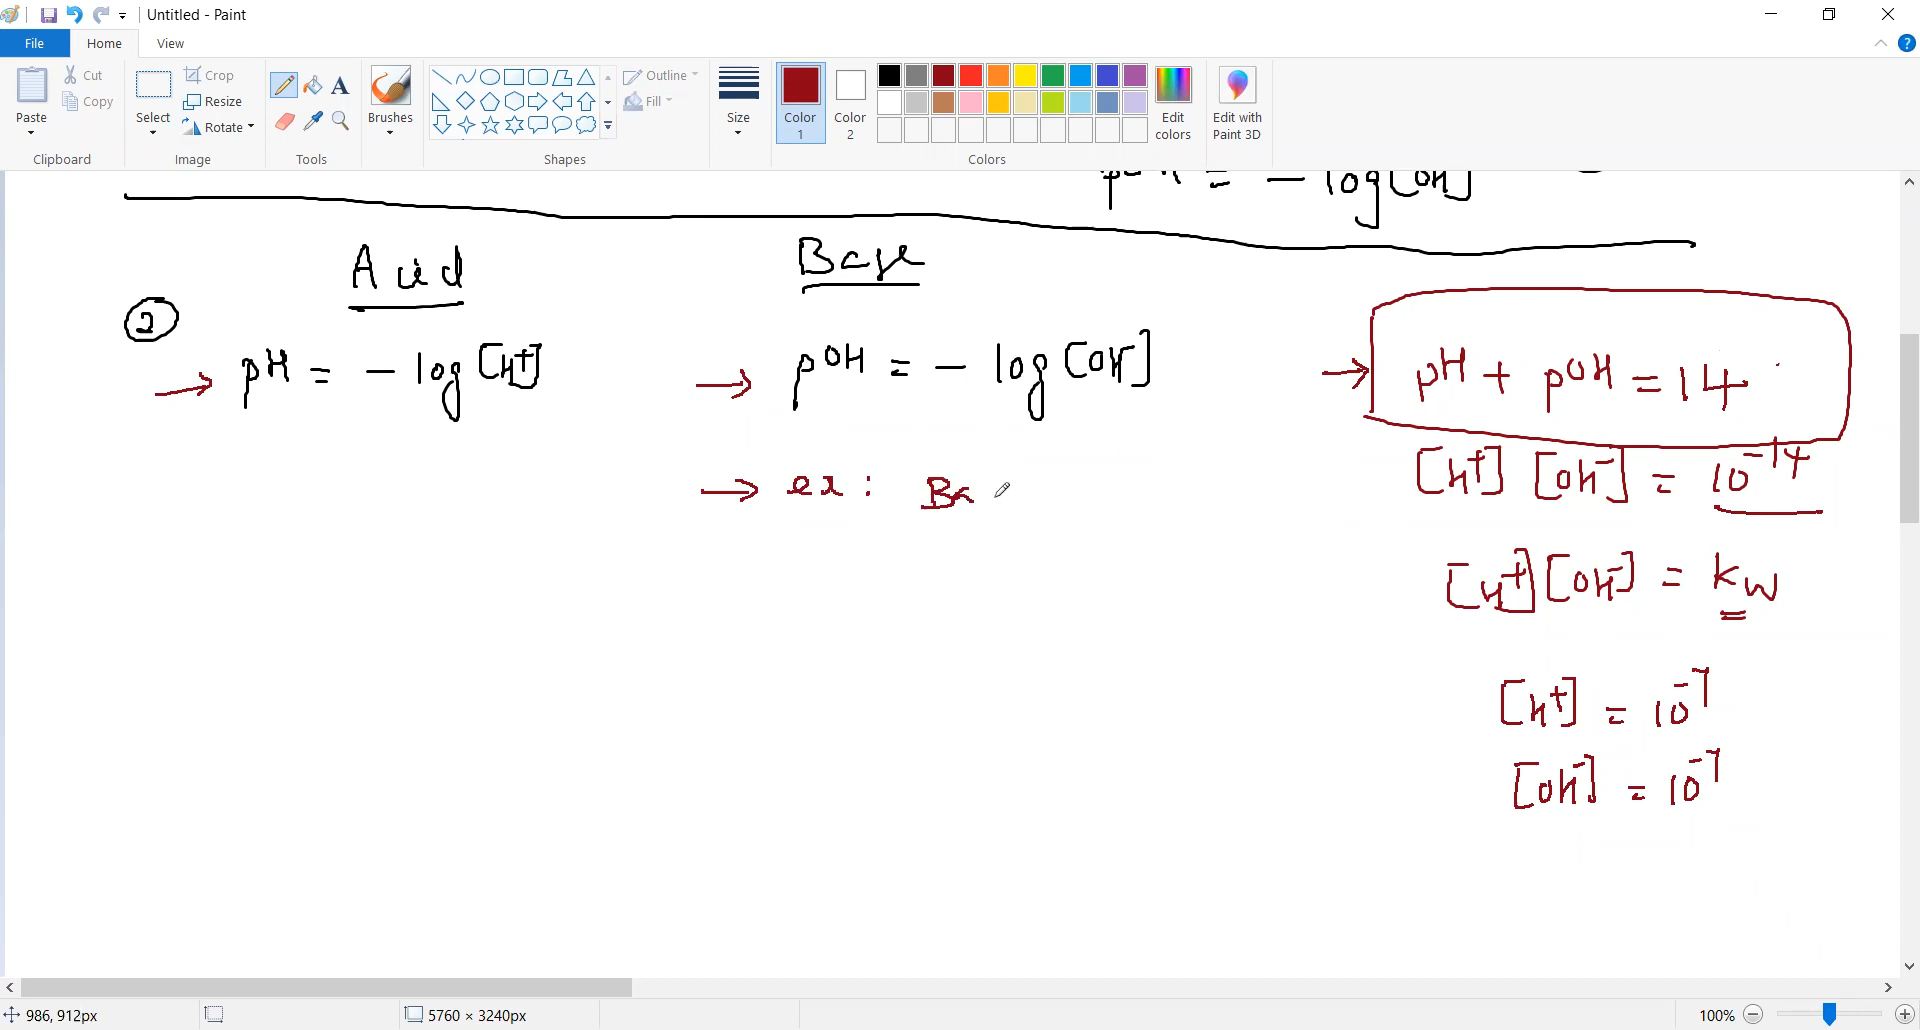 Untitled - Paint
File Home View
Paste
Cut
Copy
Clipboard
Select
Crop
Resize
Rotate
Image
Tools
Brushes
Shapes
Outline
Fill
Size
Color 1
Color 2
Colors
Edit colors
Edit with Paint 3D
pOH = - log[OH]
Acid Base
2
→ pH = - log [H+]
→ pOH = - log [OH-]
→ pH + pOH = 14
[H+] [OH-] = 10-14
→ ex : Ba
[H+] [OH-] = kw
[H+] = 10-7
[OH-] = 10-7
986, 912px
5760 × 3240px
100%